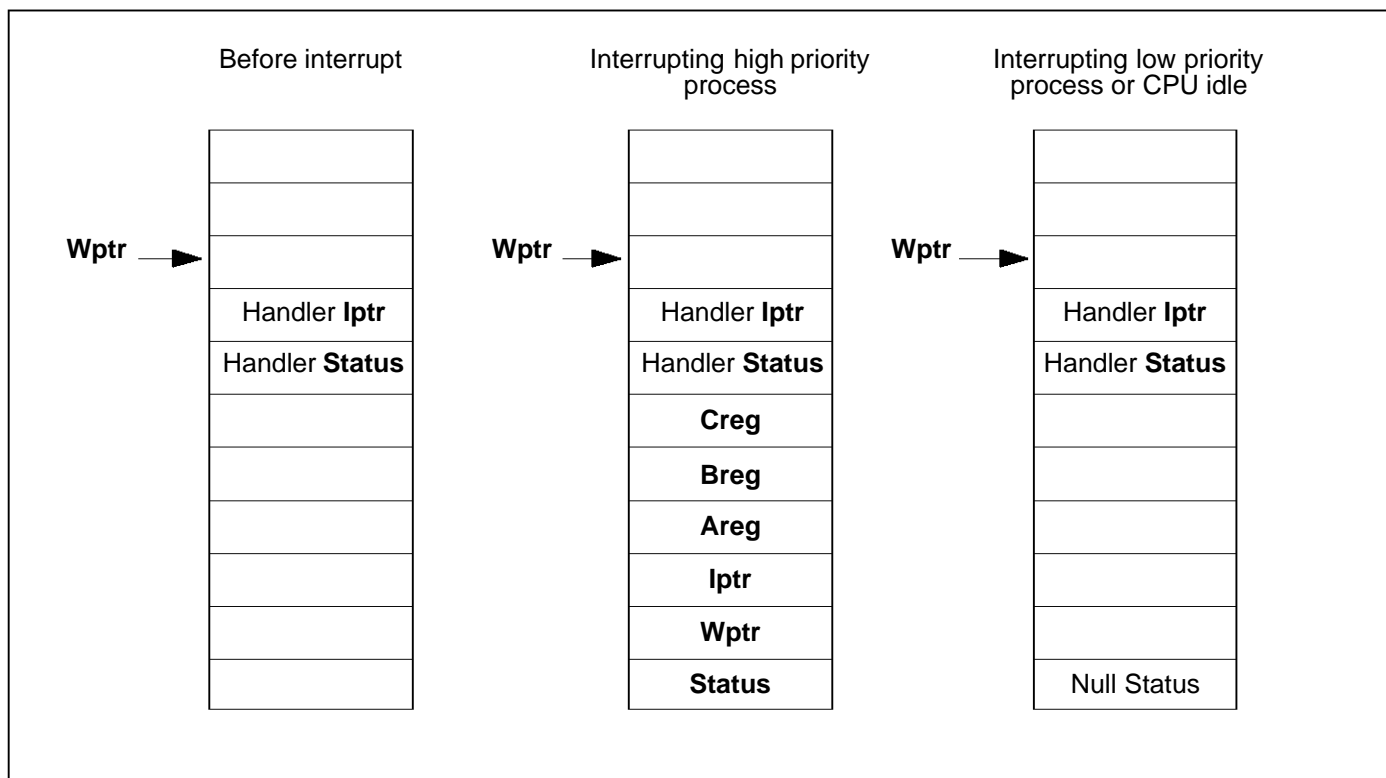 Before interrupt
Wptr
Handler Iptr
Handler Status
Interrupting high priority
process
Wptr
Handler Iptr
Handler Status
Creg
Breg
Areg
Iptr
Wptr
Status
Interrupting low priority
process or CPU idle
Wptr
Handler Iptr
Handler Status
Null Status